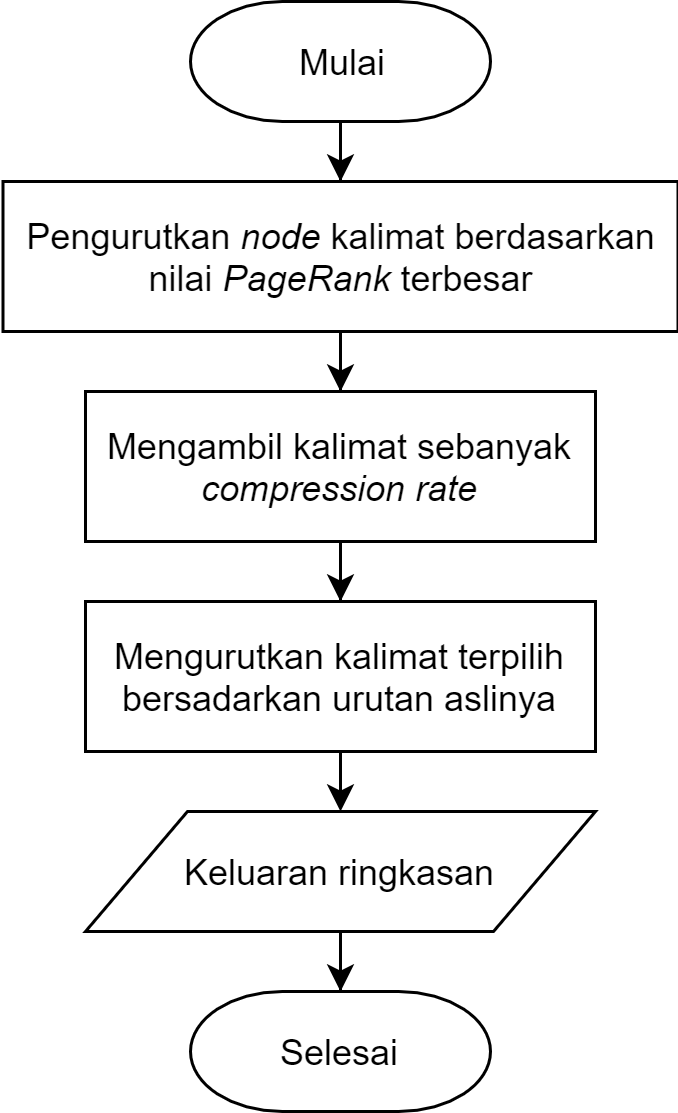 Mulai
Pengurutkan node kalimat berdasarkan
nilai PageRank terbesar
Mengambil kalimat sebanyak
compression rate
Mengurutkan kalimat terpilih
bersadarkan urutan aslinya
Keluaran ringkasan
Selesai